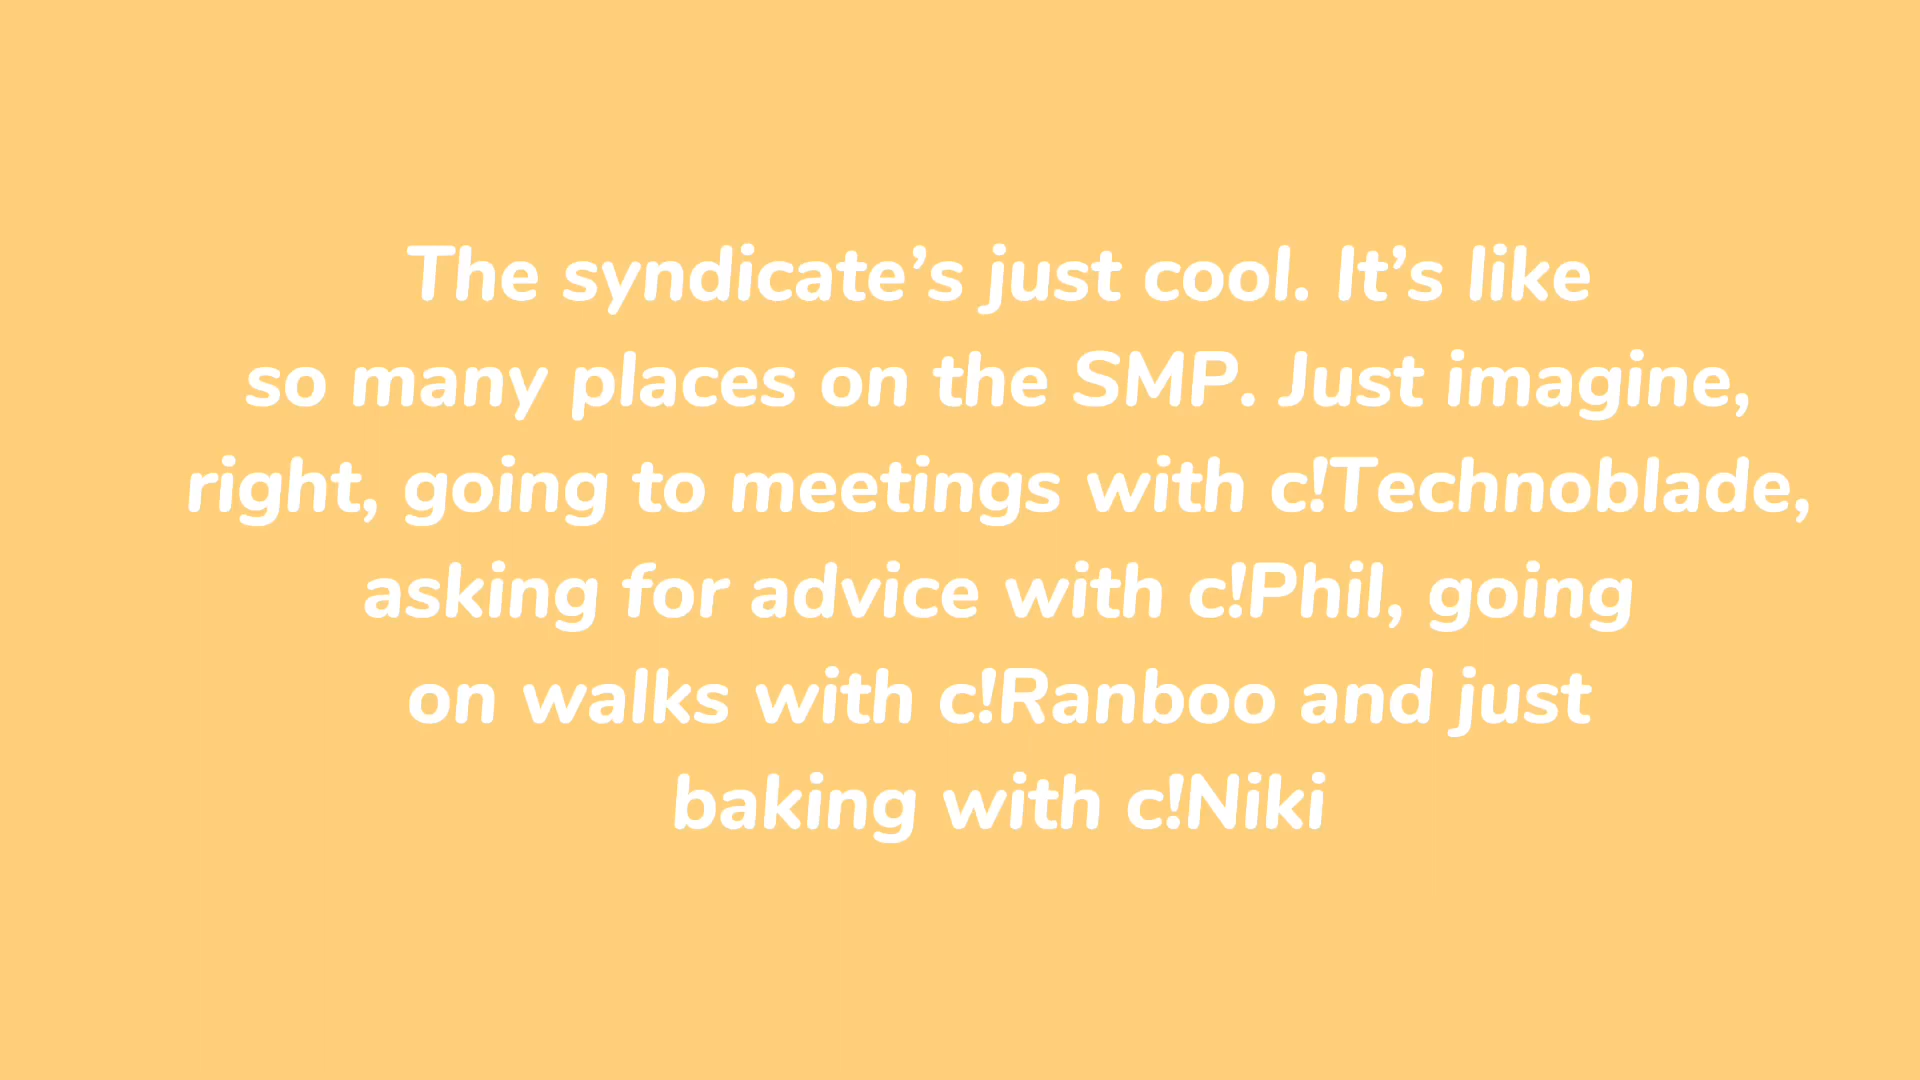 The syndicate’s just cool. It’s like
so many places on the SMP. Just imagine,
right, going to meetings with c!Technoblade,
asking for advice with c!Phil, going
on walks with c!Ranboo and just
baking with c!Niki